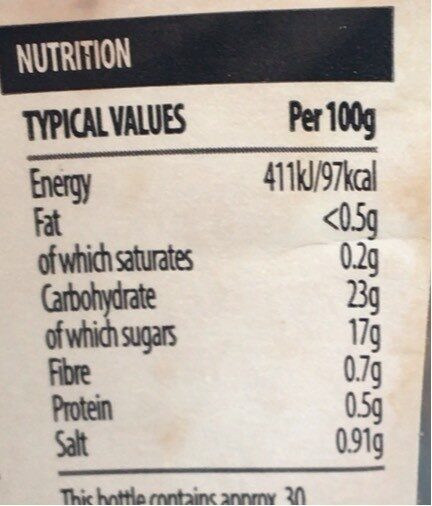 NUTRITION
TYPICAL VALUES Per 100g
Energy 411kJ/97kcal
Fat <0.5g
of which saturates 0.2g
Carbohydrate 23g
of which sugars 17g
Fibre 0.7g
Protein 0.5g
Salt 0.91g
This bottle contains approx 30